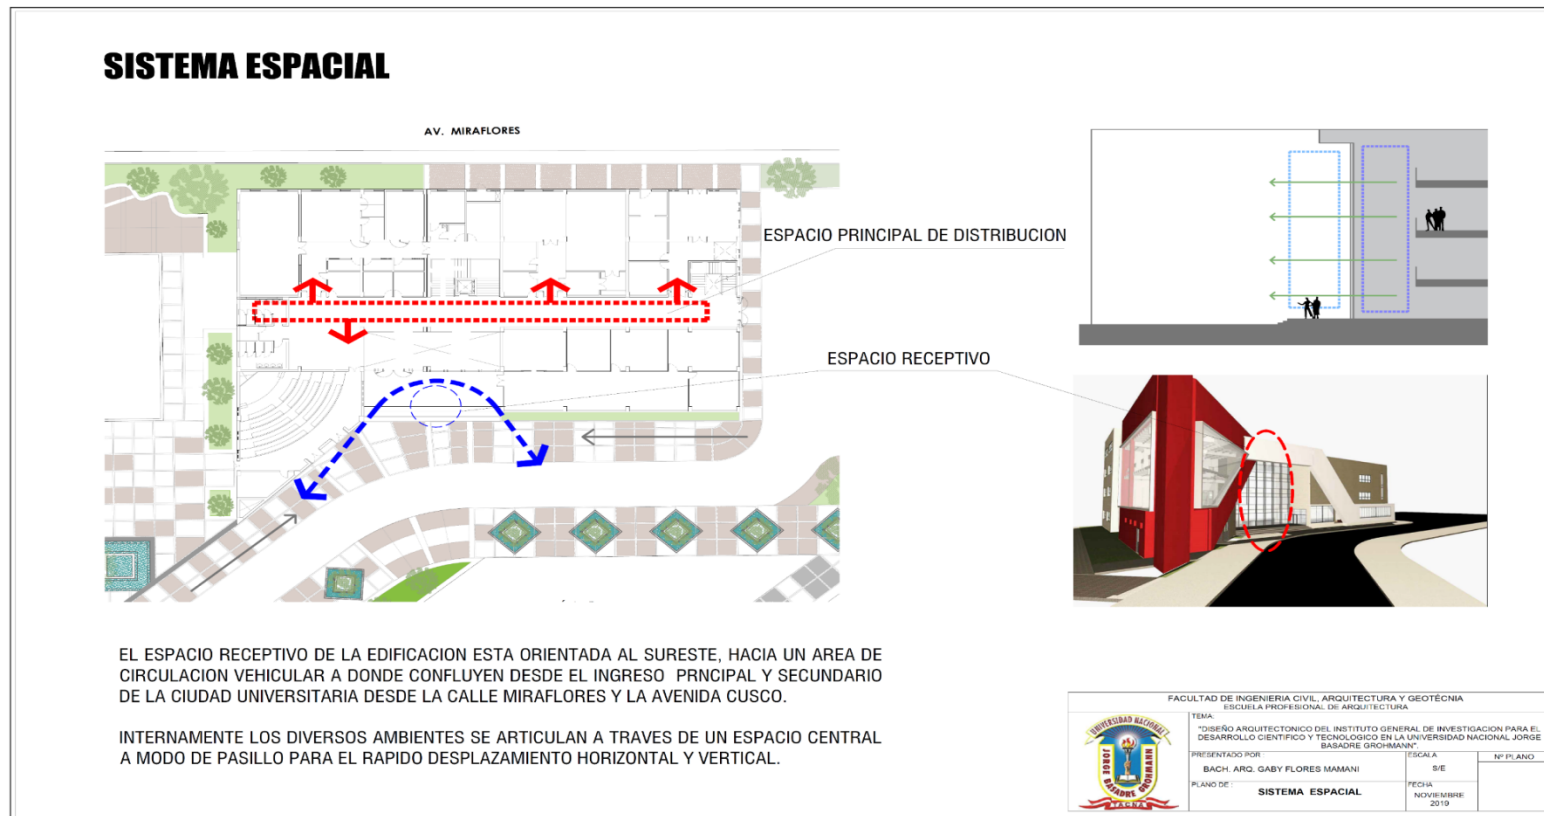 SISTEMA ESPACIAL
AV. MIRAFLORES
ESPACIO PRINCIPAL DE DISTRIBUCION
ESPACIO RECEPTIVO
EL ESPACIO RECEPTIVO DE LA EDIFICACION ESTA ORIENTADA AL SURESTE, HACIA UN AREA DE
CIRCULACION VEHICULAR A DONDE CONFLUYEN DESDE EL INGRESO PRNCIPAL Y SECUNDARIO
DE LA CIUDAD UNIVERSITARIA DESDE LA CALLE MIRAFLORES Y LA AVENIDA CUSCO.
INTERNAMENTE LOS DIVERSOS AMBIENTES SE ARTICULAN A TRAVES DE UN ESPACIO CENTRAL
A MODO DE PASILLO PARA EL RAPIDO DESPLAZAMIENTO HORIZONTAL Y VERTICAL.
FACULTAD DE INGENIERIA CIVIL, ARQUITECTURA Y GEOTÉCNIA
ESCUELA PROFESIONAL DE ARQUITECTURA
UNIVERSIDAD NACIONAL
JORGE BASADRE GROHMANN
TACNA
TEMA:
"DISEÑO ARQUITECTONICO DEL INSTITUTO GENERAL DE INVESTIGACION PARA EL
DESARROLLO CIENTIFICO Y TECNOLOGICO EN LA UNIVERSIDAD NACIONAL JORGE
BASADRE GROHMANN".
PRESENTADO POR :
BACH. ARQ. GABY FLORES MAMANI
ESCALA
S/E
Nº PLANO
PLANO DE :
SISTEMA ESPACIAL
FECHA
NOVIEMBRE
2019